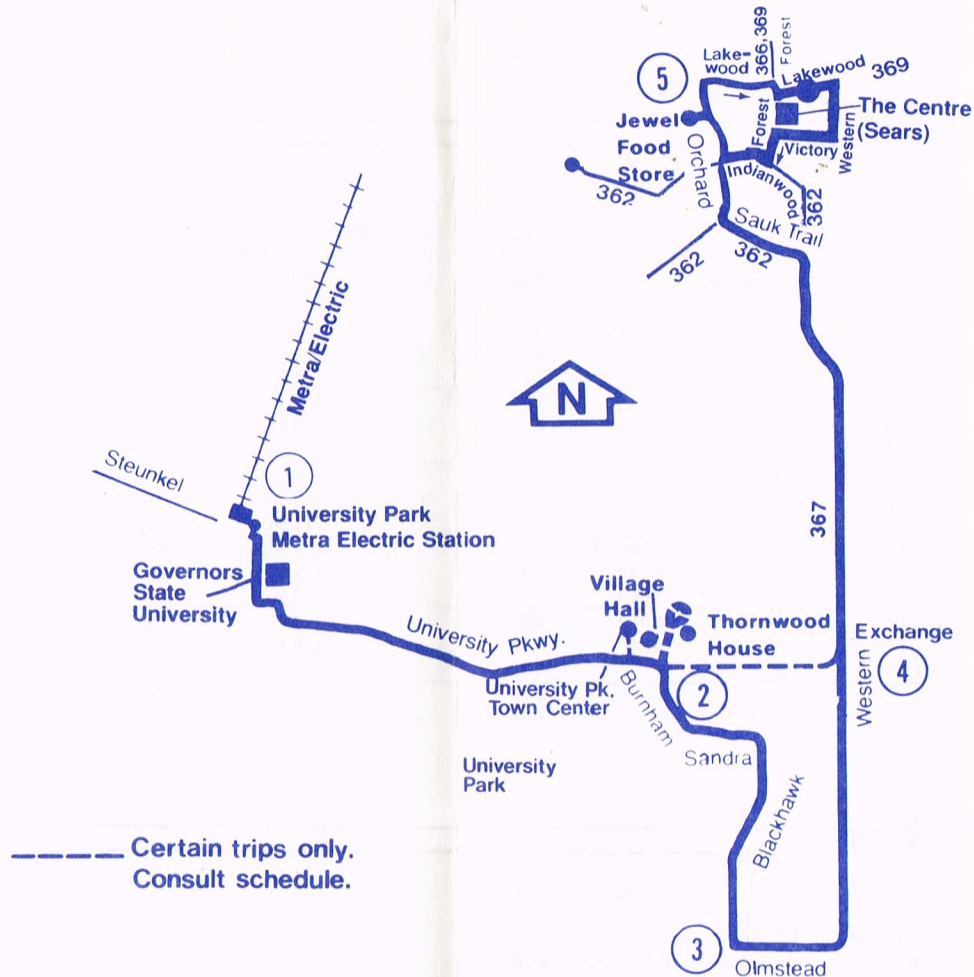 366,369
Forest
Lake-
wood
Lakewood
369
5
The Centre
(Sears)
Jewel
Food
Store
Forest
Western
Victory
Orchard
Indianwood
362
362
Sauk Trail
362
362
Metra/Electric
N
Steunkel
1
University Park
Metra Electric Station
367
Governors
State
University
Village
Hall
Thornwood
House
University Pkwy.
Exchange
4
Western
University Pk.
Town Center
Burnham
2
Sandra
University
Park
Blackhawk
Certain trips only.
Consult schedule.
3
Olmstead